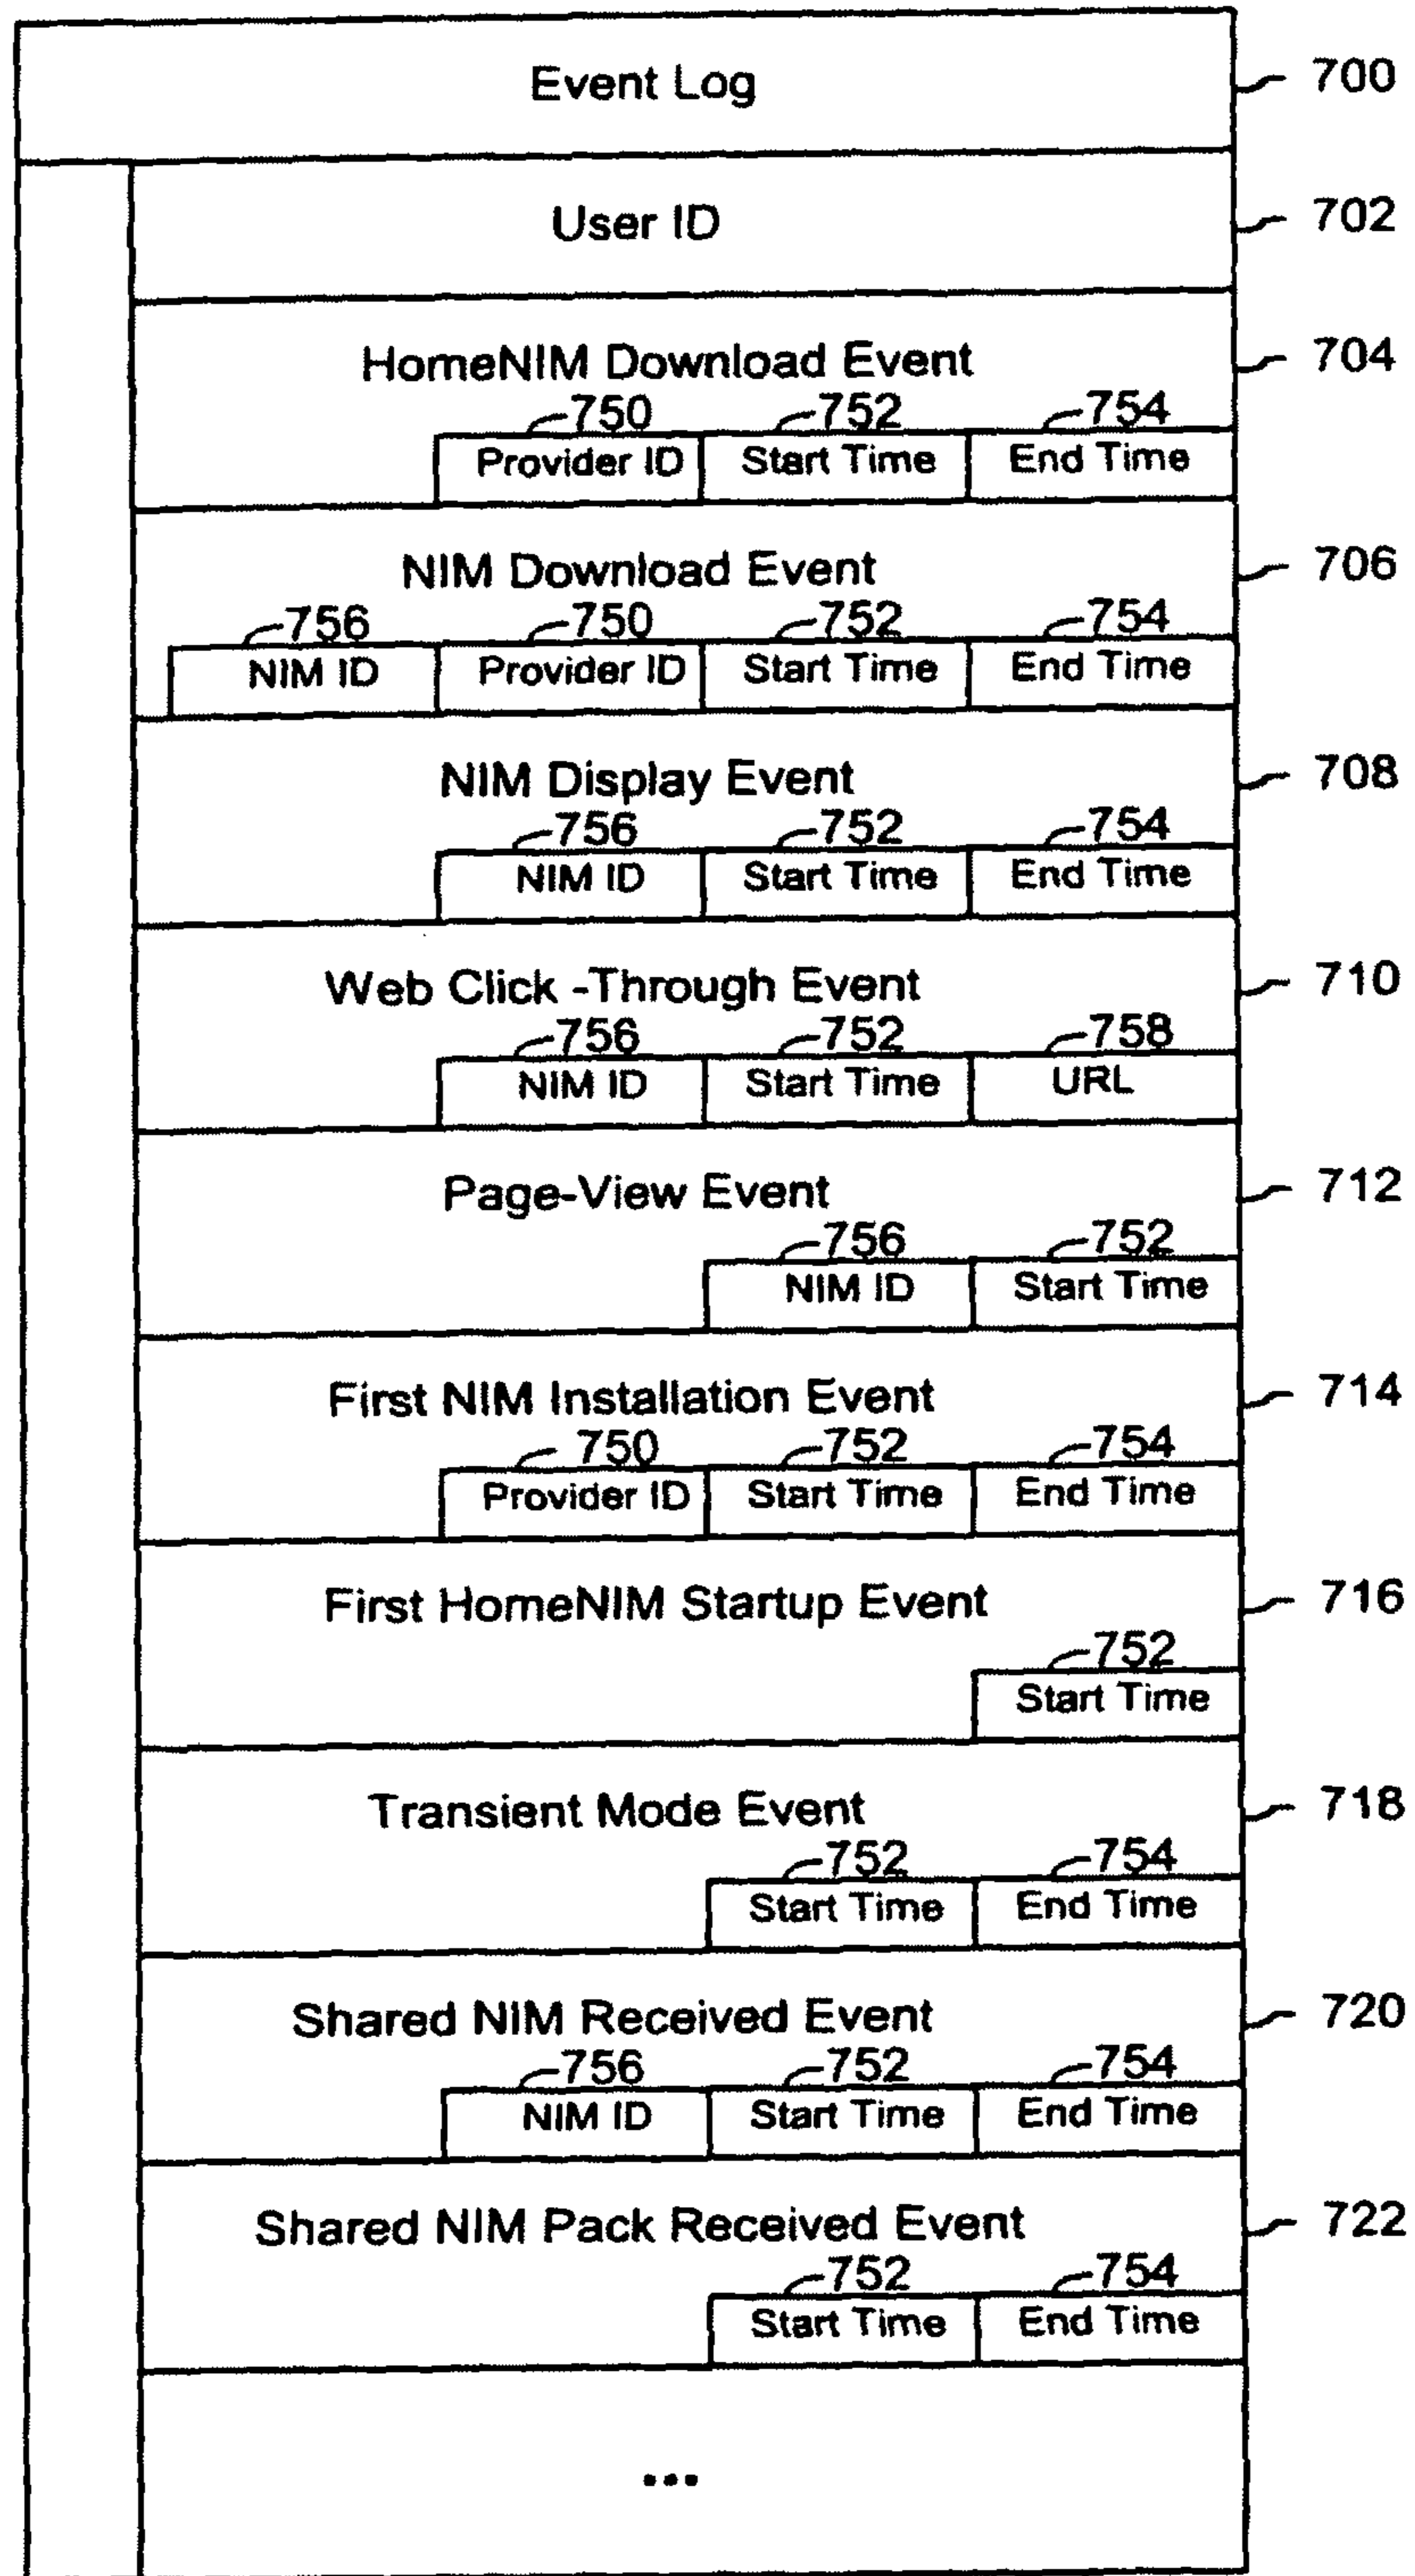 Event Log 700
User ID 702
HomeNIM Download Event 704
750 752 754
Provider ID Start Time End Time
NIM Download Event 706
756 750 752 754
NIM ID Provider ID Start Time End Time
NIM Display Event 708
756 752 754
NIM ID Start Time End Time
Web Click -Through Event 710
756 752 758
NIM ID Start Time URL
Page-View Event 712
756 752
NIM ID Start Time
First NIM Installation Event 714
750 752 754
Provider ID Start Time End Time
First HomeNIM Startup Event 716
752
Start Time
Transient Mode Event 718
752 754
Start Time End Time
Shared NIM Received Event 720
756 752 754
NIM ID Start Time End Time
Shared NIM Pack Received Event 722
752 754
Start Time End Time
...